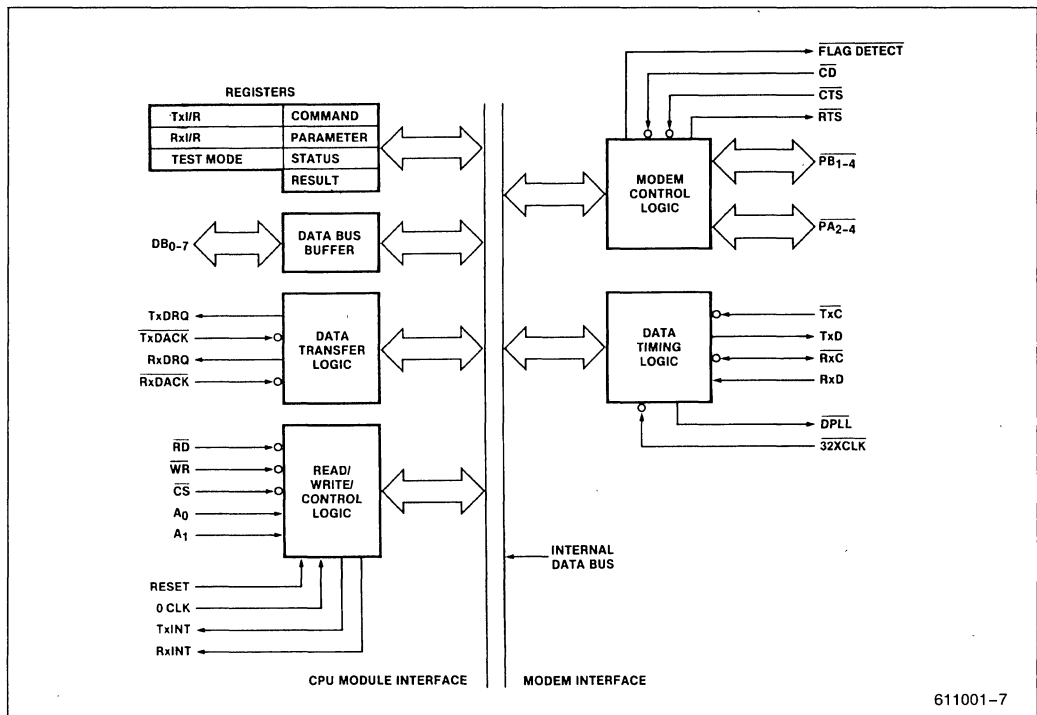 REGISTERS
TxI/R COMMAND
RxI/R PARAMETER
TEST MODE STATUS
RESULT
DB0–7
DATA BUS
BUFFER
TxDRQ
TxDACK
RxDRQ
RxDACK
DATA
TRANSFER
LOGIC
RD
WR
CS
A0
A1
READ/
WRITE/
CONTROL
LOGIC
RESET
0 CLK
TxINT
RxINT
CPU MODULE INTERFACE
FLAG DETECT
CD
CTS
RTS
PB1–4
PA2–4
MODEM
CONTROL
LOGIC
DATA
TIMING
LOGIC
TxC
TxD
RxC
RxD
DPLL
32XCLK
INTERNAL
DATA BUS
MODEM INTERFACE
611001–7